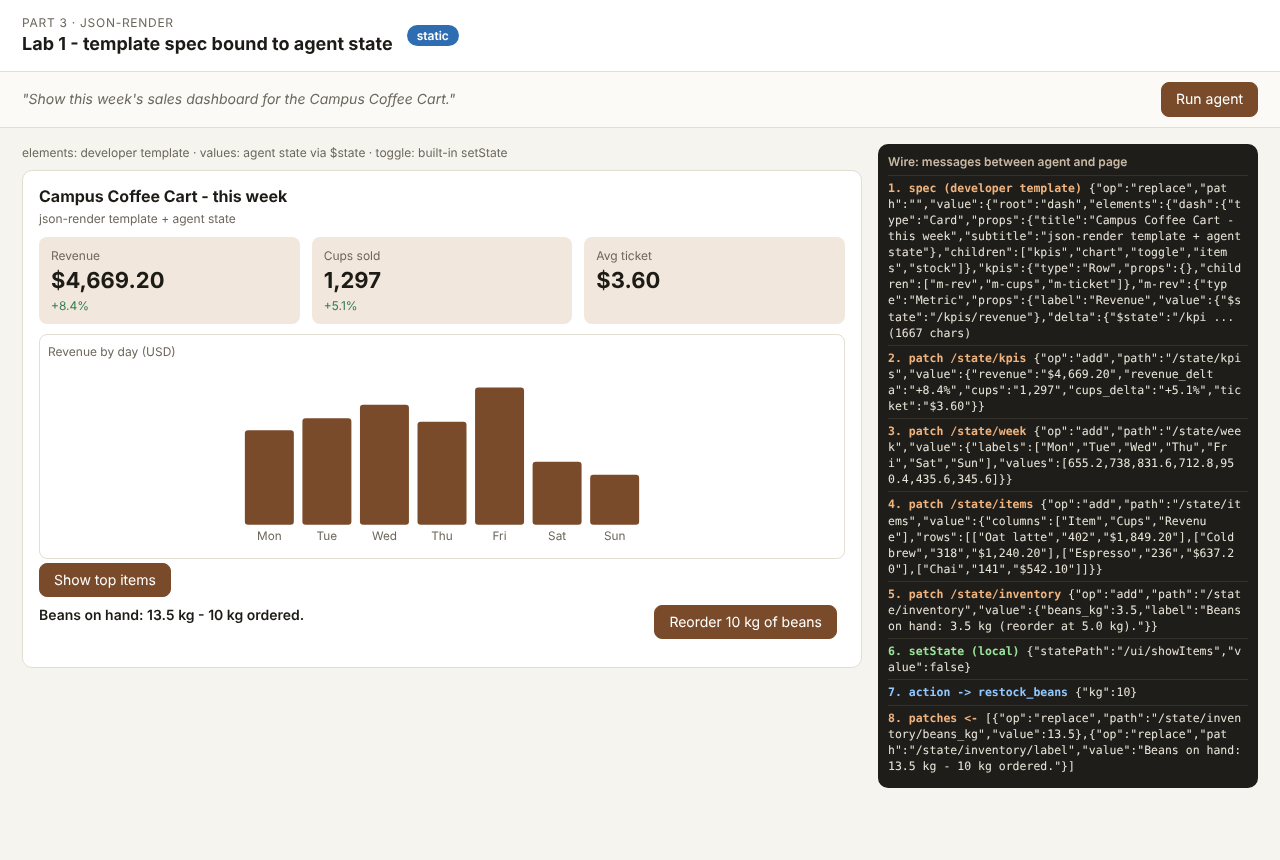 PART 3 · JSON-RENDER
Lab 1 - template spec bound to agent state
static
"Show this week's sales dashboard for the Campus Coffee Cart."
Run agent
elements: developer template · values: agent state via $state · toggle: built-in setState
Campus Coffee Cart - this week
json-render template + agent state
Revenue
$4,669.20
+8.4%
Cups sold
1,297
+5.1%
Avg ticket
$3.60
Revenue by day (USD)
Mon Tue Wed Thu Fri Sat Sun
Show top items
Beans on hand: 13.5 kg - 10 kg ordered.
Reorder 10 kg of beans
Wire: messages between agent and page
1. spec (developer template) {"op":"replace","pat
h":"","value":{"root":"dash","elements":{"dash":{"t
ype":"Card","props":{"title":"Campus Coffee Cart -
this week","subtitle":"json-render template + agent
state"},"children":["kpis","chart","toggle","item
s","stock"]},"kpi":{"type":"Row","props":{},"child
ren":["m-rev","m-cups","m-ticket"]},"m-rev":{"typ
e":"Metric","props":{"label":"Revenue","value":{"$s
tate":"/kpis/revenue"},"delta":{"$state":"/kpi ...
(1667 chars)
2. patch /state/kpis {"op":"add","path":"/state/kpi
s","value":{"revenue":"$4,669.20","revenue_delt
a":"+8.4%","cups":"1,297","cups_delta":"+5.1%","tic
ket":"$3.60"}}
3. patch /state/week {"op":"add","path":"/state/wee
k","value":{"labels":["Mon","Tue","Wed","Thu","Fr
i","Sat","Sun"],"values":[655.2,738,831.6,712.8,95
0.4,435.6,345.6]}}
4. patch /state/items {"op":"add","path":"/state/it
ems","value":{"columns":["Item","Cups","Revenu
e"],"rows":[["Oat latte","402","$1,849.20"],["Cold
brew","318","$1,240.20"],["Espresso","236","$637.2
0"],["Chai","141","$542.10"]]}}
5. patch /state/inventory {"op":"add","path":"/stat
e/inventory","value":{"beans_kg":3.5,"label":"Beans
on hand: 3.5 kg (reorder at 5.0 kg)."}}
6. setState (local) {"statePath":"/ui/showItems","v
alue":false}
7. action -> restock_beans {"kg":10}
8. patches <- [{"op":"replace","path":"/state/inven
tory/beans_kg","value":13.5},{"op":"replace","pat
h":"/state/inventory/label","value":"Beans on hand:
13.5 kg - 10 kg ordered."}]